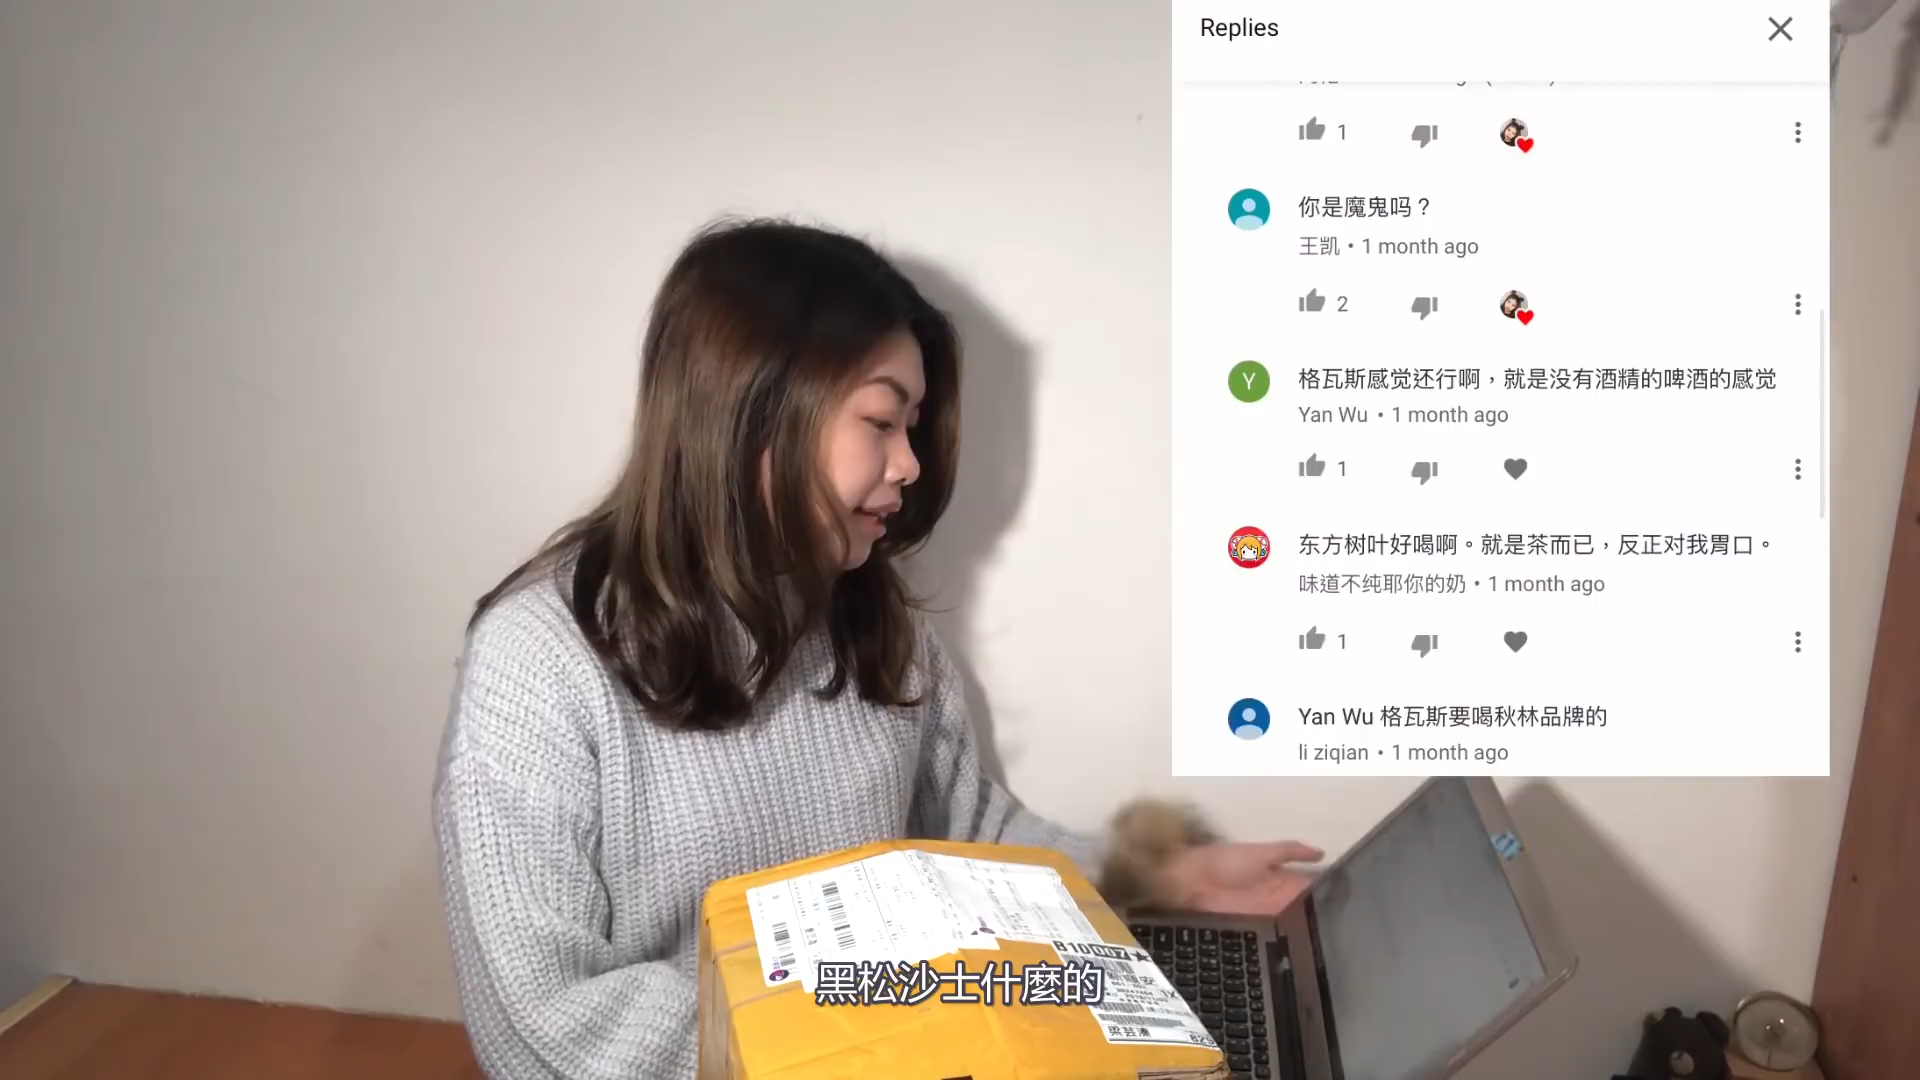 Replies
1
你是魔鬼吗？
王凯 • 1 month ago
2
格瓦斯感觉还行啊，就是没有酒精的啤酒的感觉
Yan Wu • 1 month ago
1
东方树叶好喝啊。就是茶而已，反正对我胃口。
味道不纯耶你的奶 • 1 month ago
1
Yan Wu 格瓦斯要喝秋林品牌的
li ziqian • 1 month ago
Y
B10007
黑松沙士什麼的